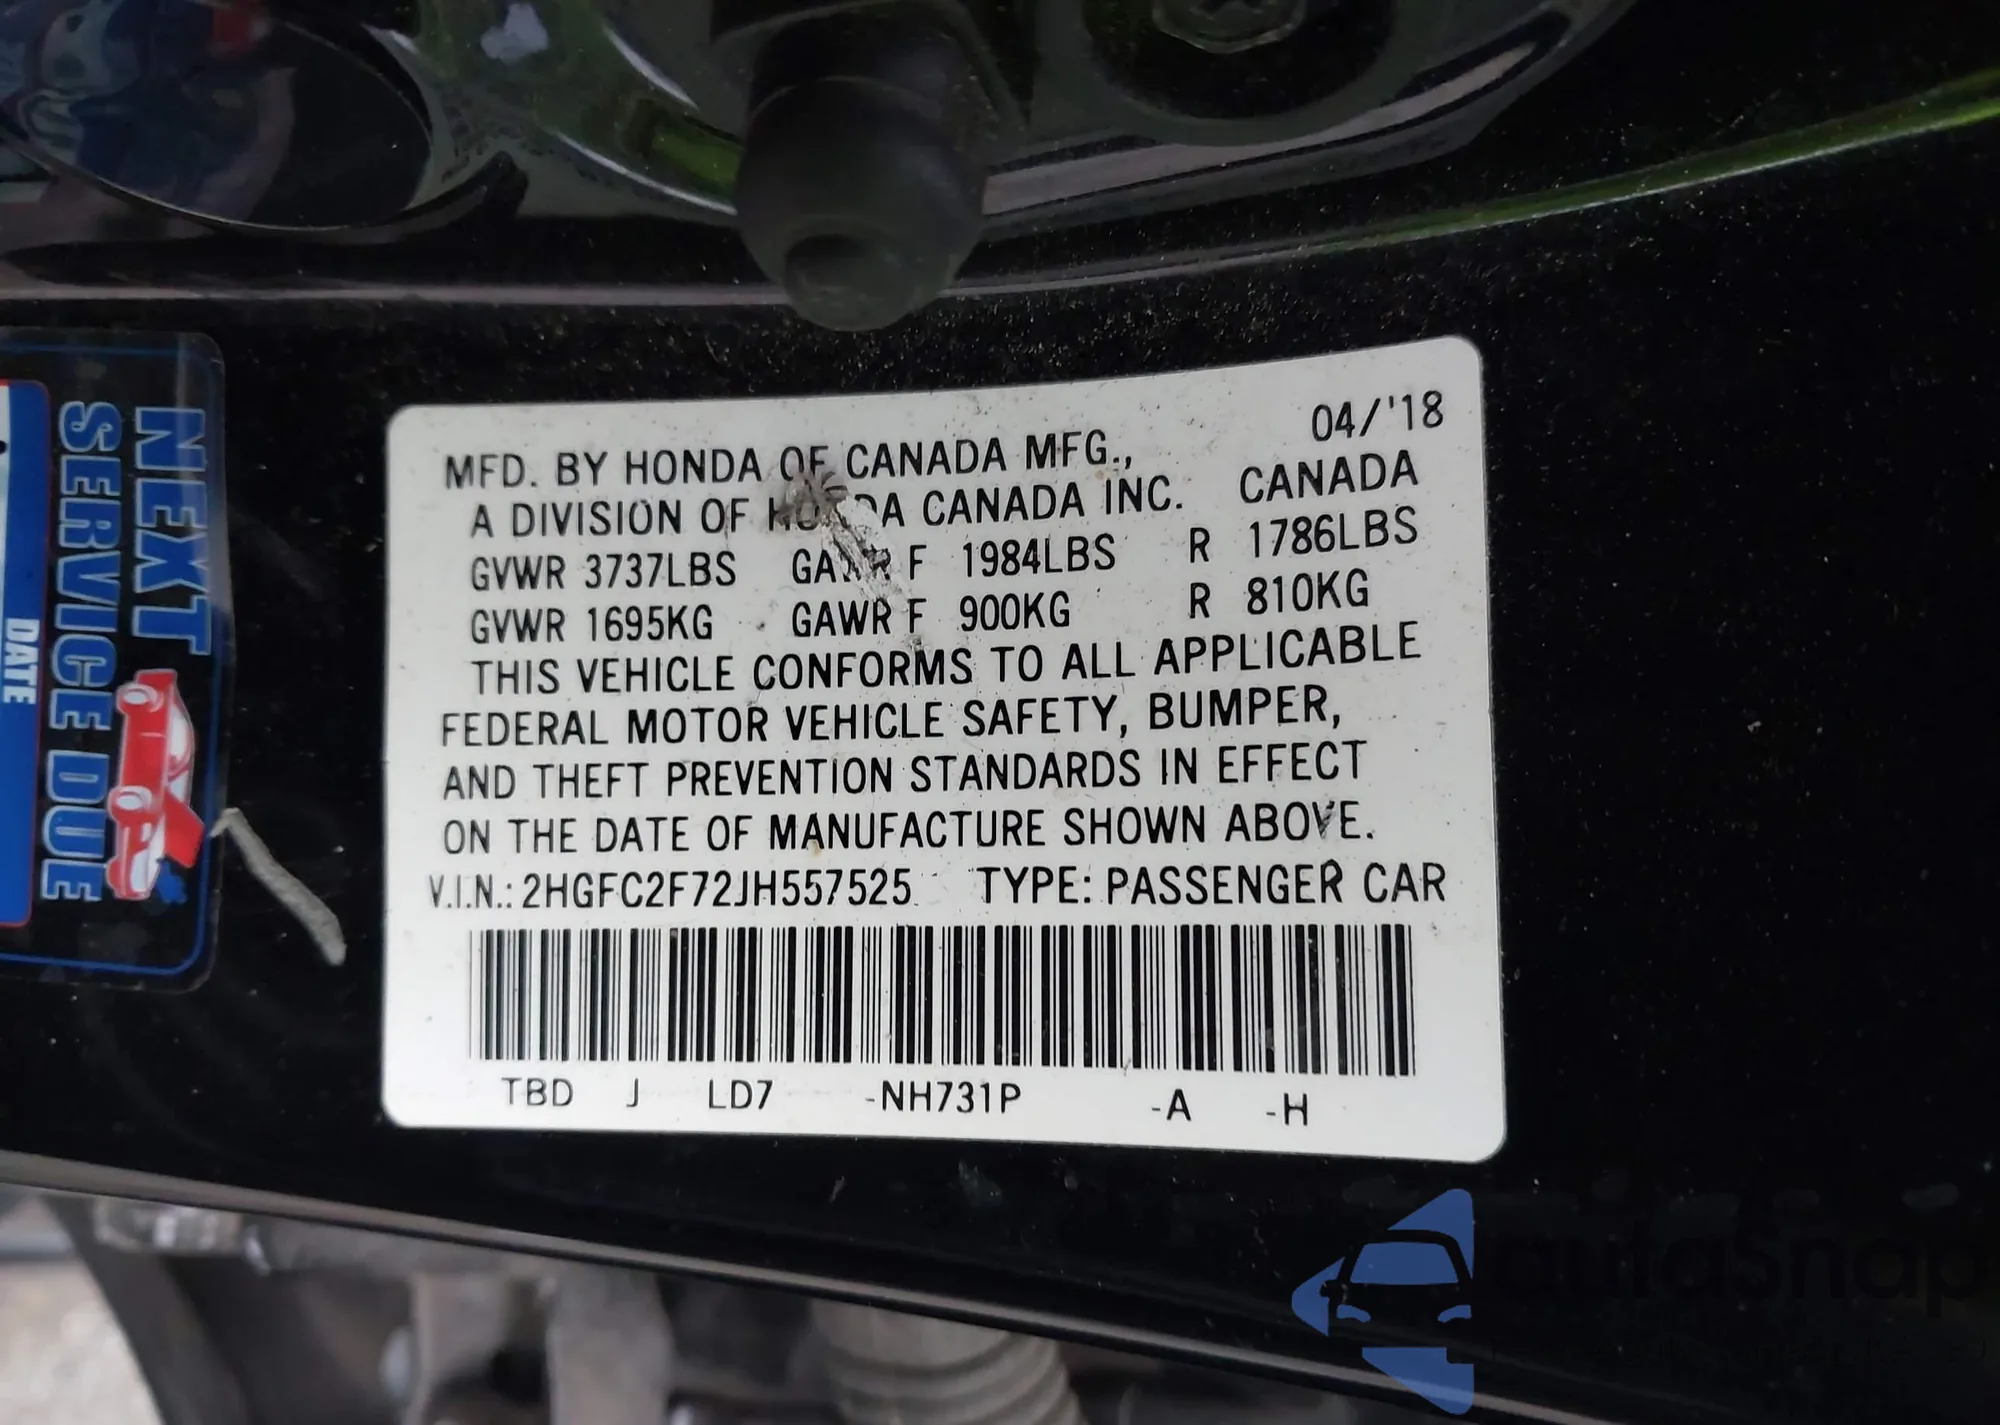 04/'18
MFD. BY HONDA OF CANADA MFG.,
A DIVISION OF HONDA CANADA INC. CANADA
GVWR 3737LBS GAWR F 1984LBS R 1786LBS
GVWR 1695KG GAWR F 900KG R 810KG
THIS VEHICLE CONFORMS TO ALL APPLICABLE
FEDERAL MOTOR VEHICLE SAFETY, BUMPER,
AND THEFT PREVENTION STANDARDS IN EFFECT
ON THE DATE OF MANUFACTURE SHOWN ABOVE.
V.I.N.: 2HGFC2F72JH557525 TYPE: PASSENGER CAR
TBD J LD7 -NH731P -A -H
NEXT
SERVICE DUE
DATE
autosnap